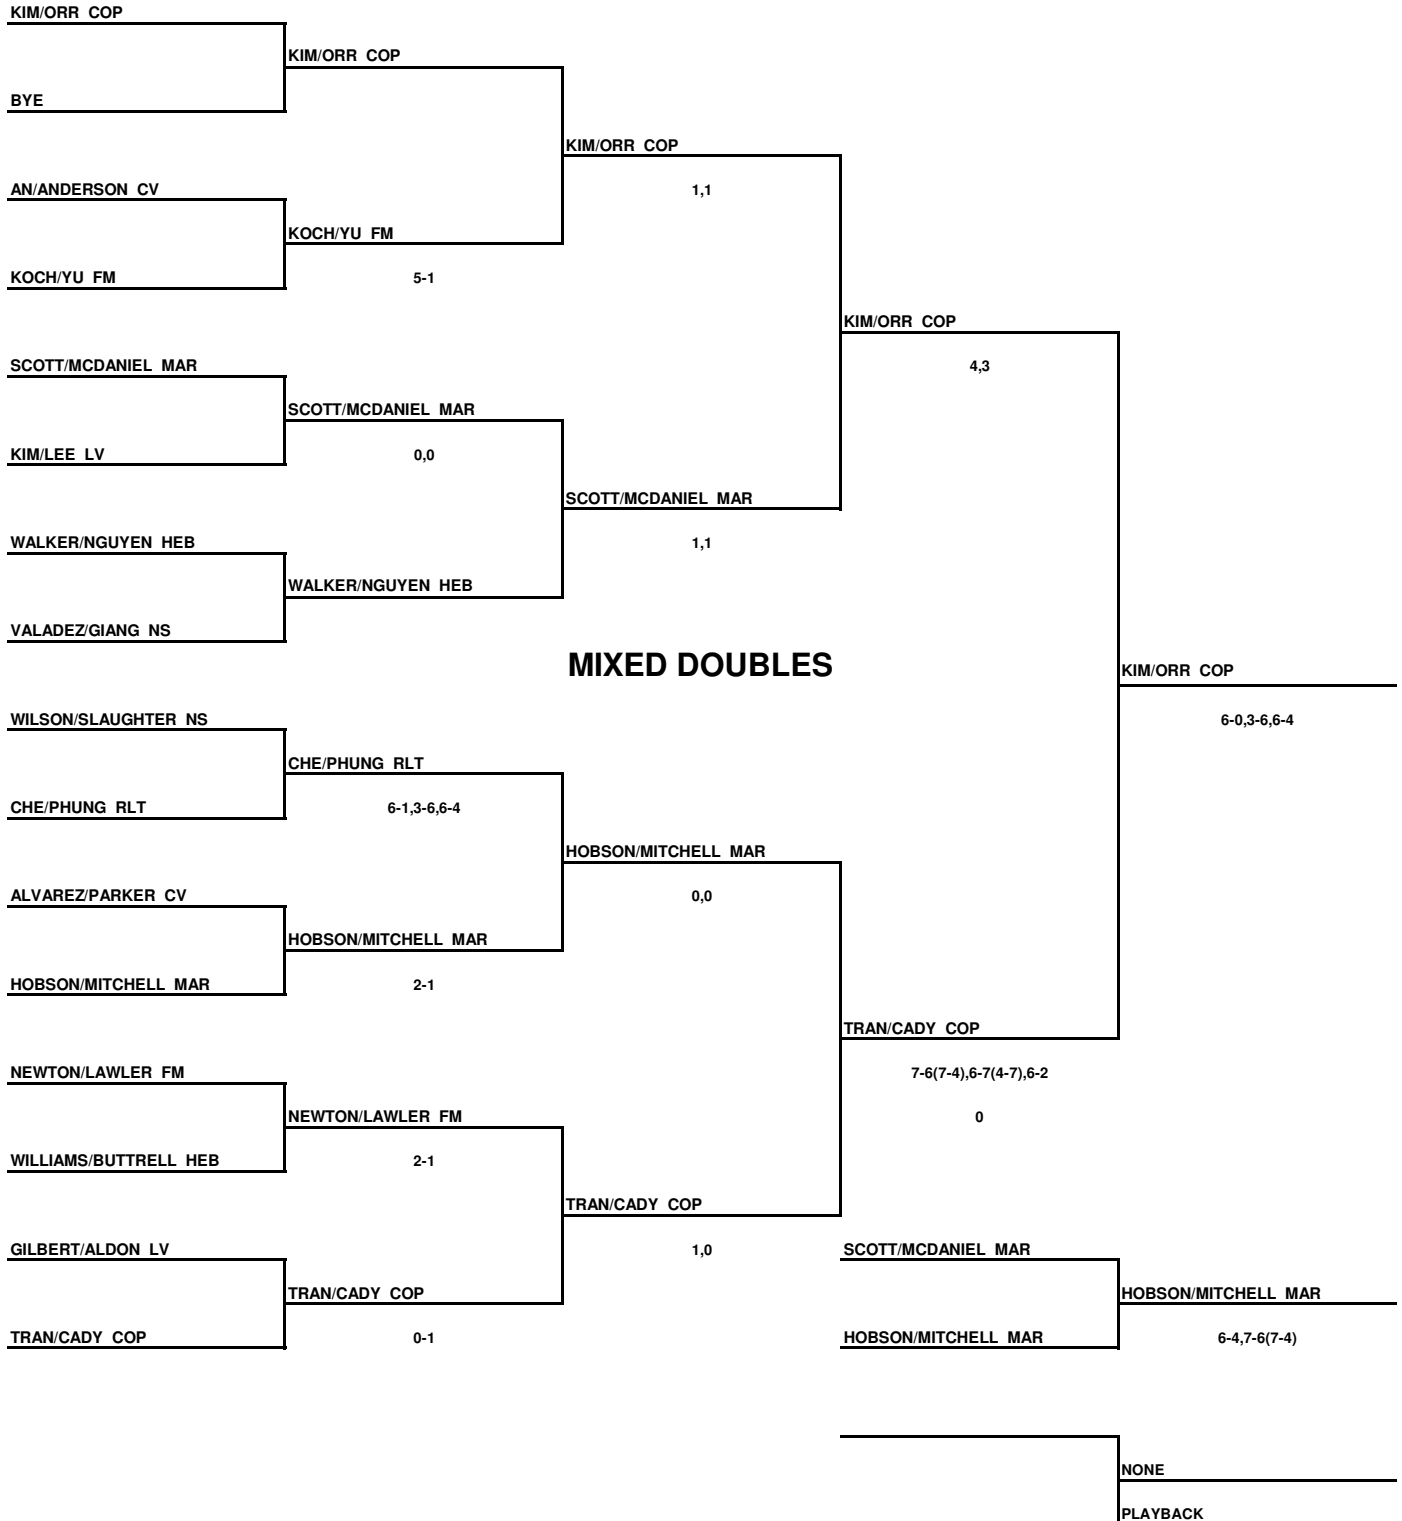 KIM/ORR COP
KIM/ORR COP
BYE
KIM/ORR COP
AN/ANDERSON CV
1,1
KOCH/YU FM
KOCH/YU FM
5-1
KIM/ORR COP
SCOTT/MCDANIEL MAR
4,3
SCOTT/MCDANIEL MAR
KIM/LEE LV
0,0
SCOTT/MCDANIEL MAR
WALKER/NGUYEN HEB
1,1
WALKER/NGUYEN HEB
VALADEZ/GIANG NS
MIXED DOUBLES
KIM/ORR COP
WILSON/SLAUGHTER NS
6-0,3-6,6-4
CHE/PHUNG RLT
CHE/PHUNG RLT
6-1,3-6,6-4
HOBSON/MITCHELL MAR
ALVAREZ/PARKER CV
0,0
HOBSON/MITCHELL MAR
HOBSON/MITCHELL MAR
2-1
TRAN/CADY COP
NEWTON/LAWLER FM
7-6(7-4),6-7(4-7),6-2
NEWTON/LAWLER FM
0
WILLIAMS/BUTTRELL HEB
2-1
TRAN/CADY COP
GILBERT/ALDON LV
1,0
SCOTT/MCDANIEL MAR
TRAN/CADY COP
HOBSON/MITCHELL MAR
TRAN/CADY COP
0-1
HOBSON/MITCHELL MAR
6-4,7-6(7-4)
NONE
PLAYBACK